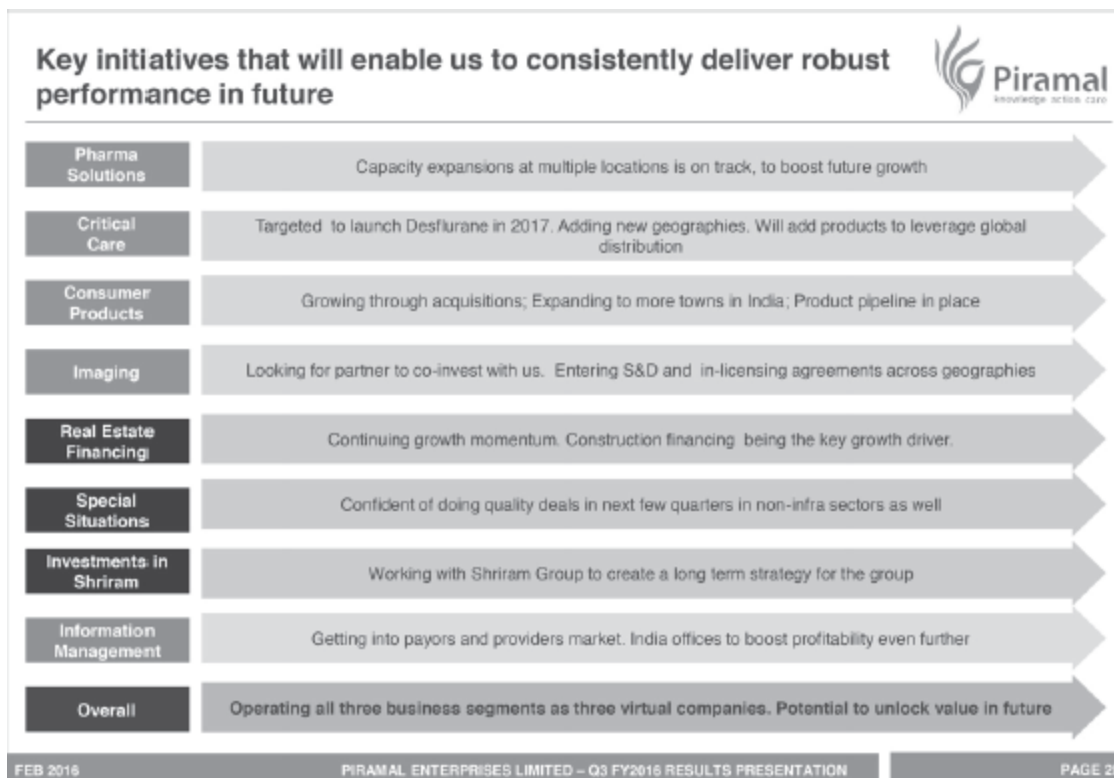 Key initiatives that will enable us to consistently deliver robust
performance in future
Piramal
knowledge action care
Pharma
Solutions
Capacity expansions at multiple locations is on track, to boost future growth
Critical
Care
Targeted to launch Desflurane in 2017. Adding new geographies. Will add products to leverage global
distribution
Consumer
Products
Growing through acquisitions; Expanding to more towns in India; Product pipeline in place
Imaging
Looking for partner to co-invest with us. Entering S&D and in-licensing agreements across geographies
Real Estate
Financing
Continuing growth momentum. Construction financing being the key growth driver.
Special
Situations
Confident of doing quality deals in next few quarters in non-infra sectors as well
Investments in
Shriram
Working with Shriram Group to create a long term strategy for the group
Information
Management
Getting into payors and providers market. India offices to boost profitability even further
Overall
Operating all three business segments as three virtual companies. Potential to unlock value in future
FEB 2016
PIRAMAL ENTERPRISES LIMITED – Q3 FY2016 RESULTS PRESENTATION
PAGE